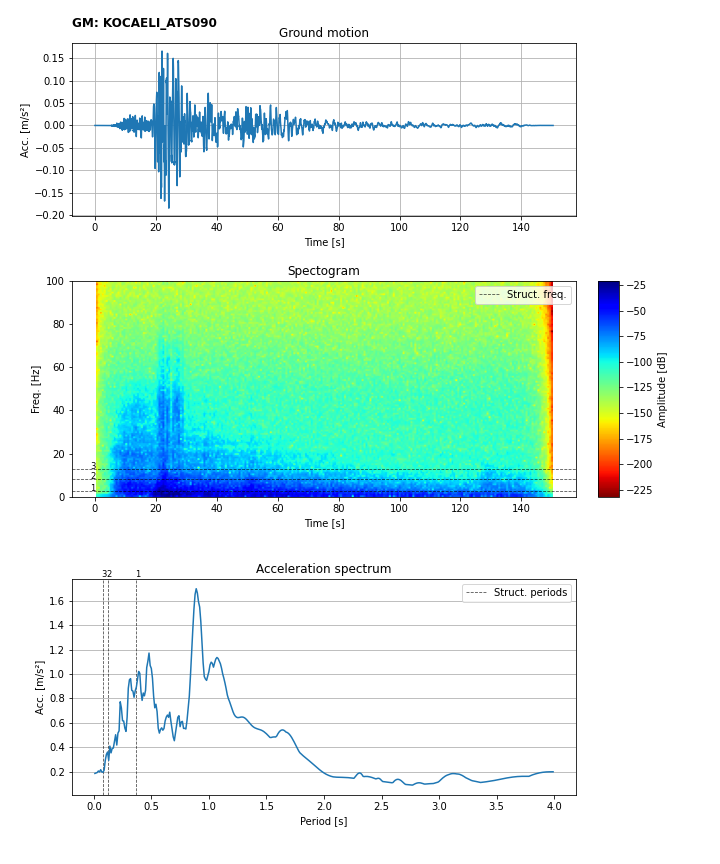 GM: KOCAELI_ATS090
Ground motion
0.15
0.10
0.05
0.00
−0.05
−0.10
−0.15
−0.20
Acc. [m/s²]
0 20 40 60 80 100 120 140
Time [s]
Spectogram
100
80
60
40
20
0
Freq. [Hz]
Struct. freq.
3
2
1
0 20 40 60 80 100 120 140
Time [s]
−25
−50
−75
−100
−125
−150
−175
−200
−225
Amplitude [dB]
Acceleration spectrum
32 1
Struct. periods
1.6
1.4
1.2
1.0
0.8
0.6
0.4
0.2
Acc. [m/s²]
0.0 0.5 1.0 1.5 2.0 2.5 3.0 3.5 4.0
Period [s]